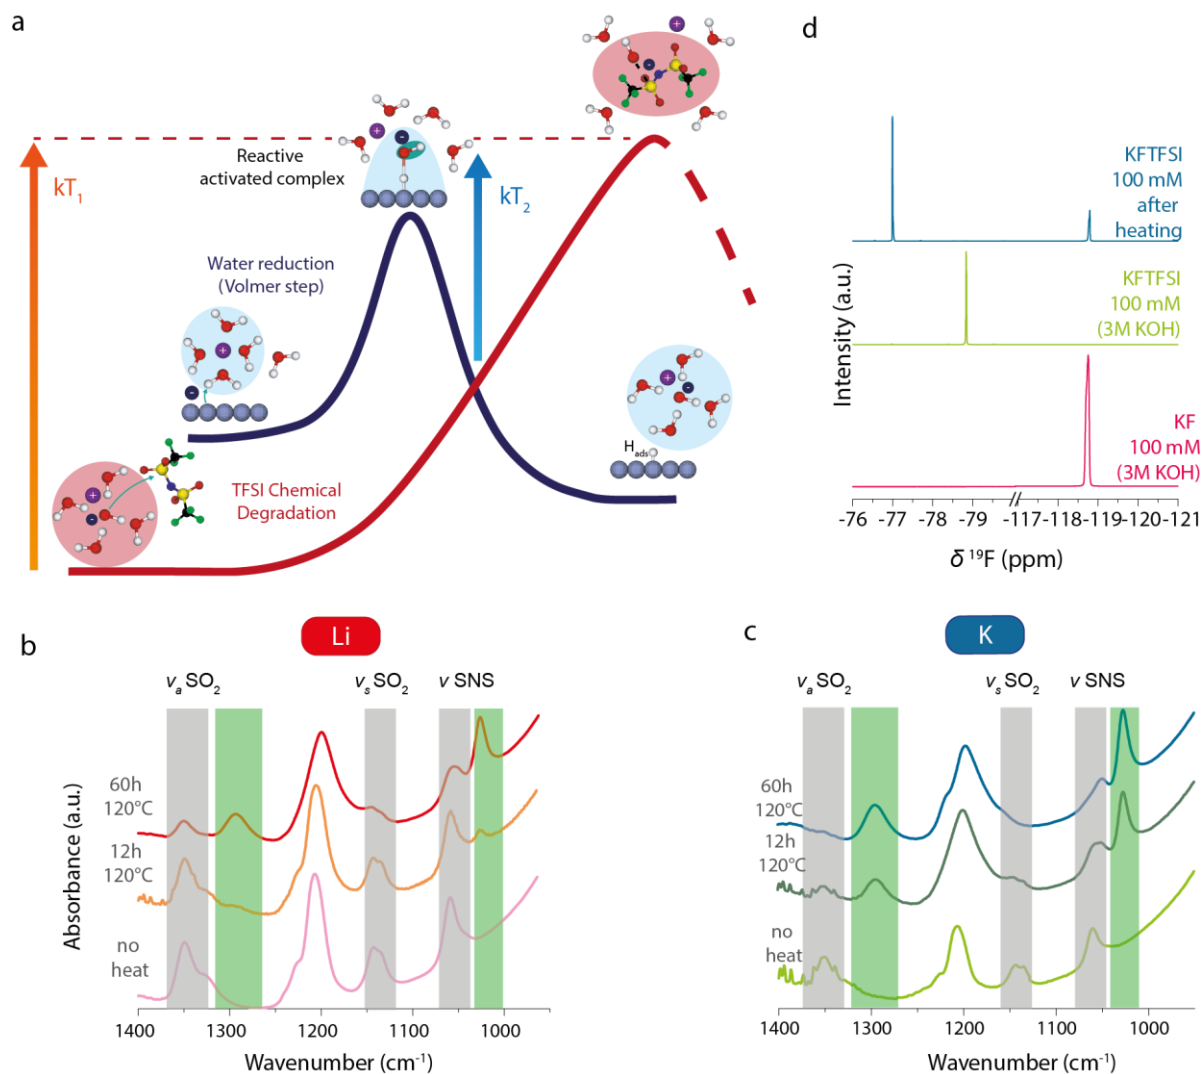 a
Reactive
activated complex
kT1
kT2
Water reduction
(Volmer step)
+
-
+
-
+
-
+
-
+
-
Hads
TFSI Chemical
Degradation
d
Intensity (a.u.)
KFTFSI
100 mM
after
heating
KFTFSI
100 mM
(3M KOH)
KF
100 mM
(3M KOH)
-76 -77 -78 -79 -117 -118 -119 -120 -121
δ 19F (ppm)
b
Li
νa SO2
νs SO2
ν SNS
Absorbance (a.u.)
60h
120°C
12h
120°C
no
heat
1400 1300 1200 1100 1000
Wavenumber (cm-1)
c
K
νa SO2
νs SO2
ν SNS
60h
120°C
12h
120°C
no
heat
1400 1300 1200 1100 1000
Wavenumber (cm-1)